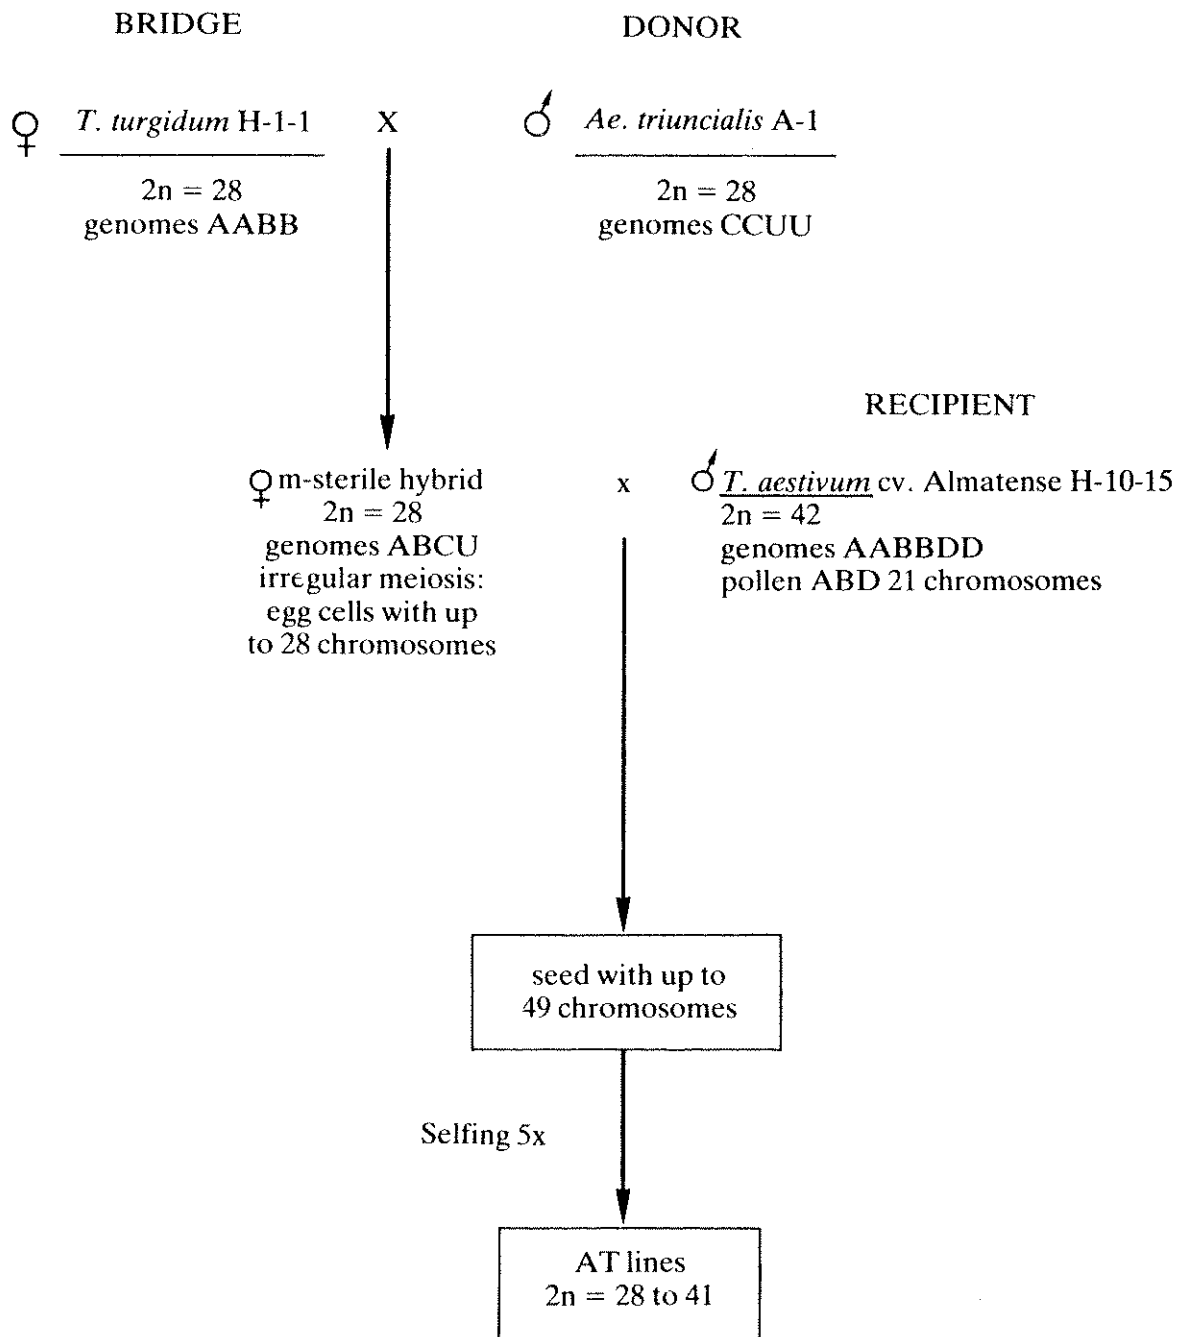 BRIDGE
DONOR
♀ T. turgidum H-1-1 X ♂ Ae. triuncialis A-1
2n = 28
genomes AABB
2n = 28
genomes CCUU
RECIPIENT
♀ m-sterile hybrid x ♂ T. aestivum cv. Almatense H-10-15
2n = 28
genomes ABCU
irregular meiosis:
egg cells with up
to 28 chromosomes
2n = 42
genomes AABBDD
pollen ABD 21 chromosomes
seed with up to
49 chromosomes
Selfing 5x
AT lines
2n = 28 to 41